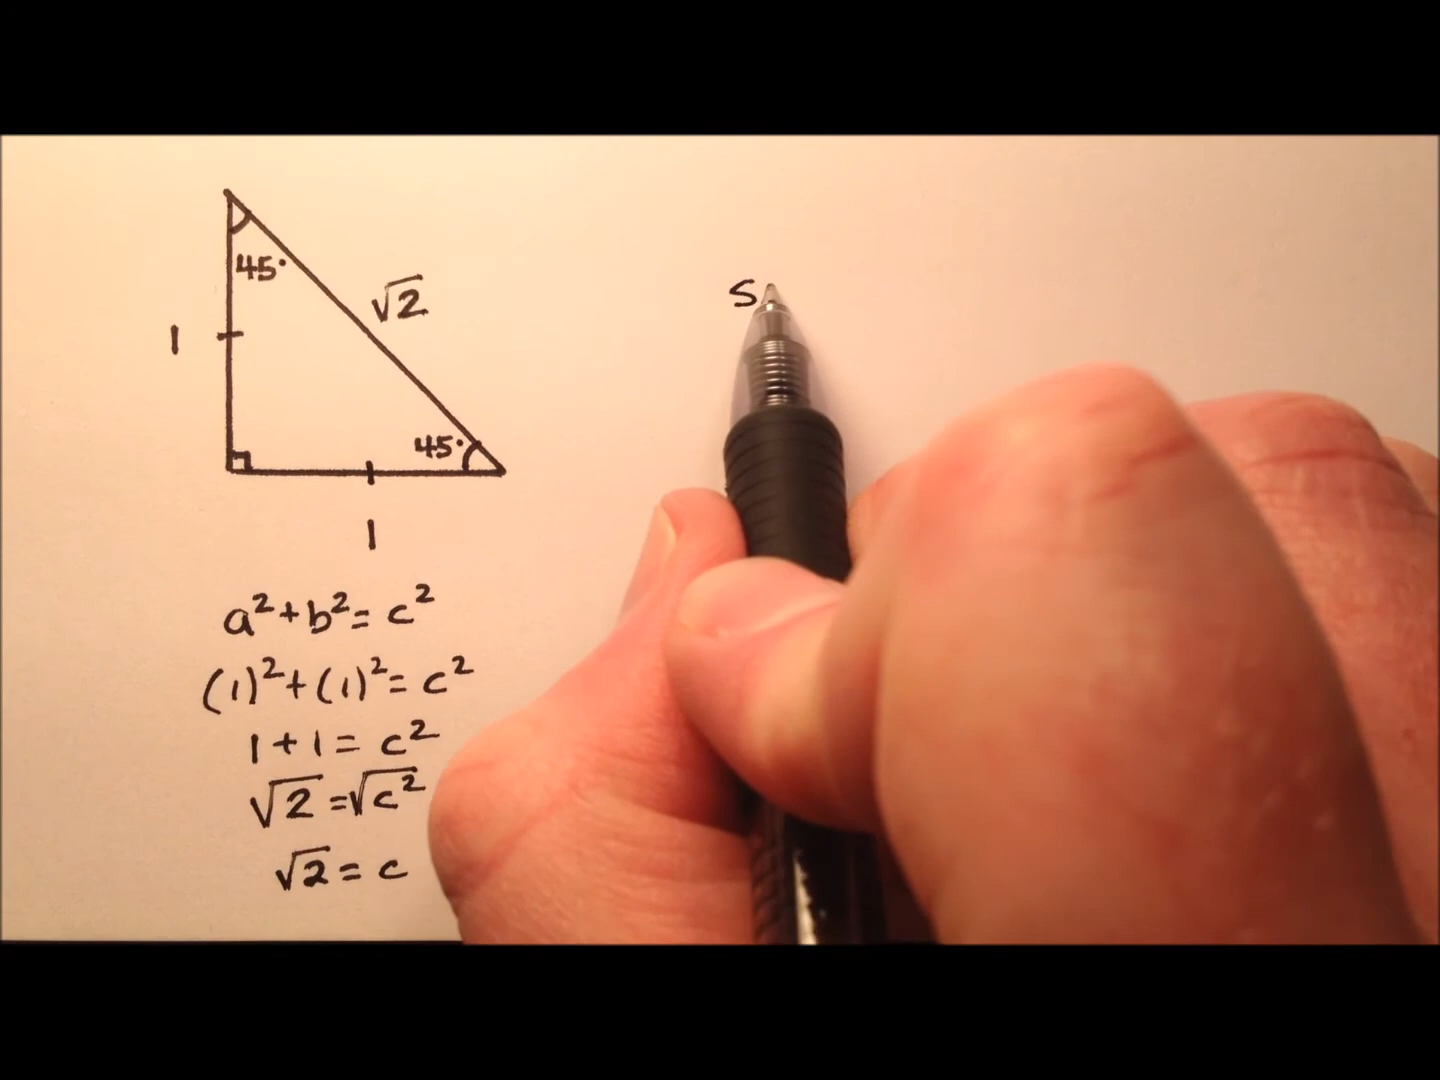 45°
√2
1
45°
1
a²+b²=c²
(1)²+(1)²=c²
1+1=c²
√2=√c²
√2=c
s